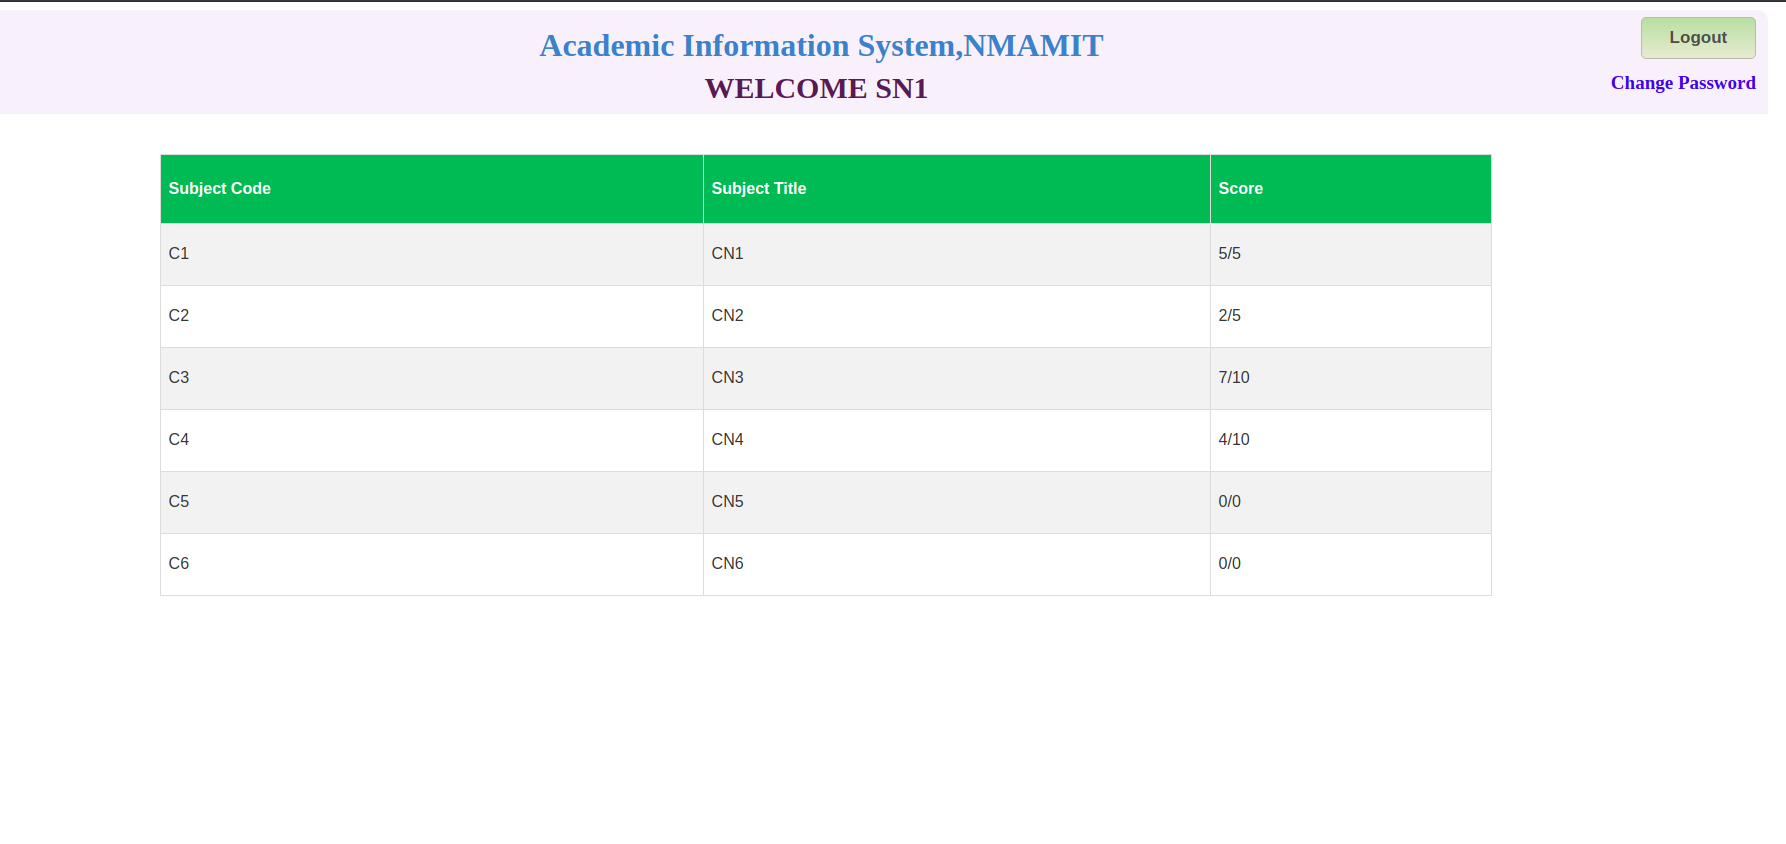 Academic Information System,NMAMIT
WELCOME SN1
Logout
Change Password
Subject Code Subject Title Score
C1 CN1 5/5
C2 CN2 2/5
C3 CN3 7/10
C4 CN4 4/10
C5 CN5 0/0
C6 CN6 0/0